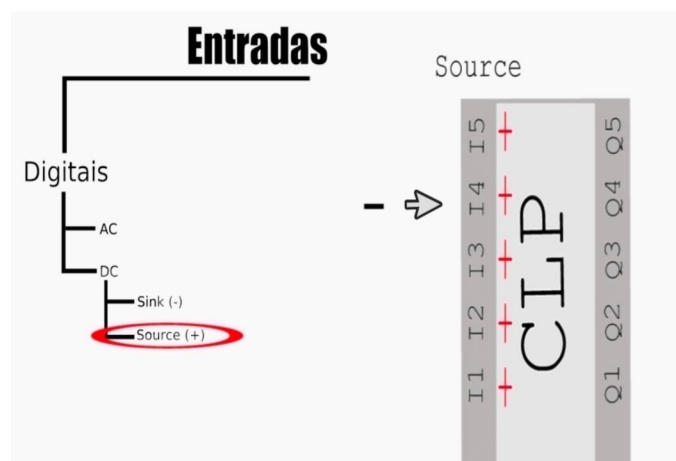 Entradas
Source
Digitais
AC
DC
Sink (-)
Source (+)
-
I5
I4
I3
I2
I1
+
+
+
+
+
CLP
Q5
Q4
Q3
Q2
Q1